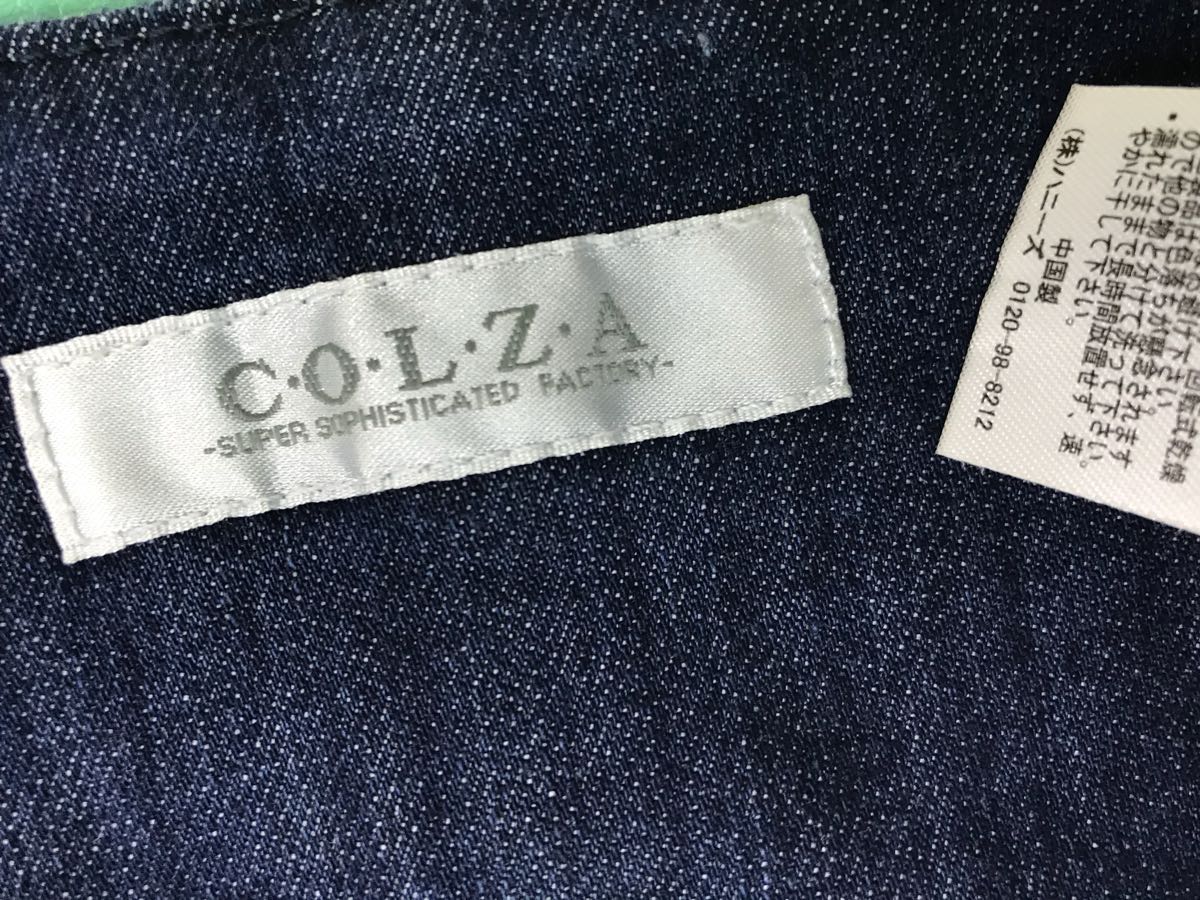 C·O·L·Z·A
-SUPER SOPHISTICATED FACTORY-
ので他の物と分けて洗って下さい
濡れたままで長時間放置せず、速
やかに干して下さい。
中国製
(株)ハニーズ 0120-98-8212